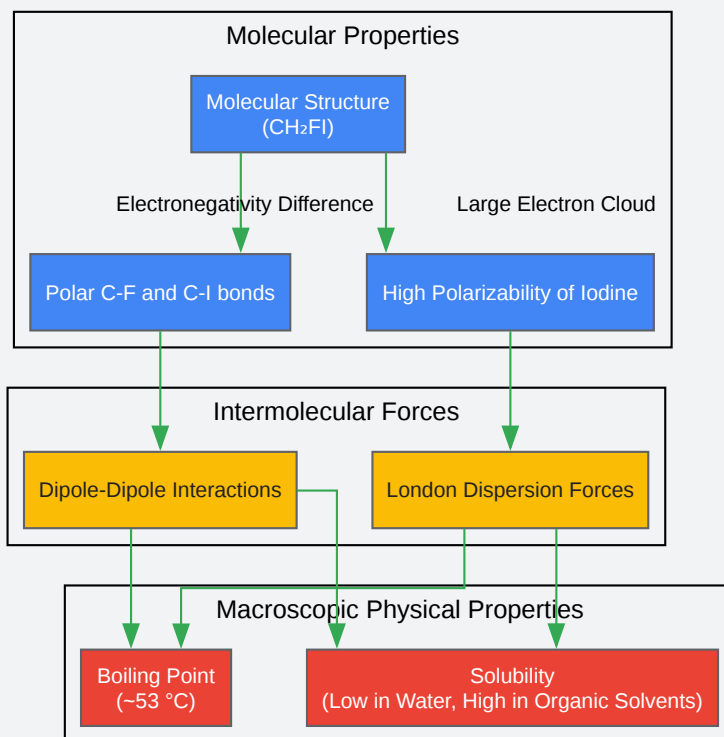 Molecular Properties
Molecular Structure
(CH₂FI)
Electronegativity Difference
Large Electron Cloud
Polar C-F and C-I bonds
High Polarizability of Iodine
Intermolecular Forces
Dipole-Dipole Interactions
London Dispersion Forces
Macroscopic Physical Properties
Boiling Point
(~53 °C)
Solubility
(Low in Water, High in Organic Solvents)